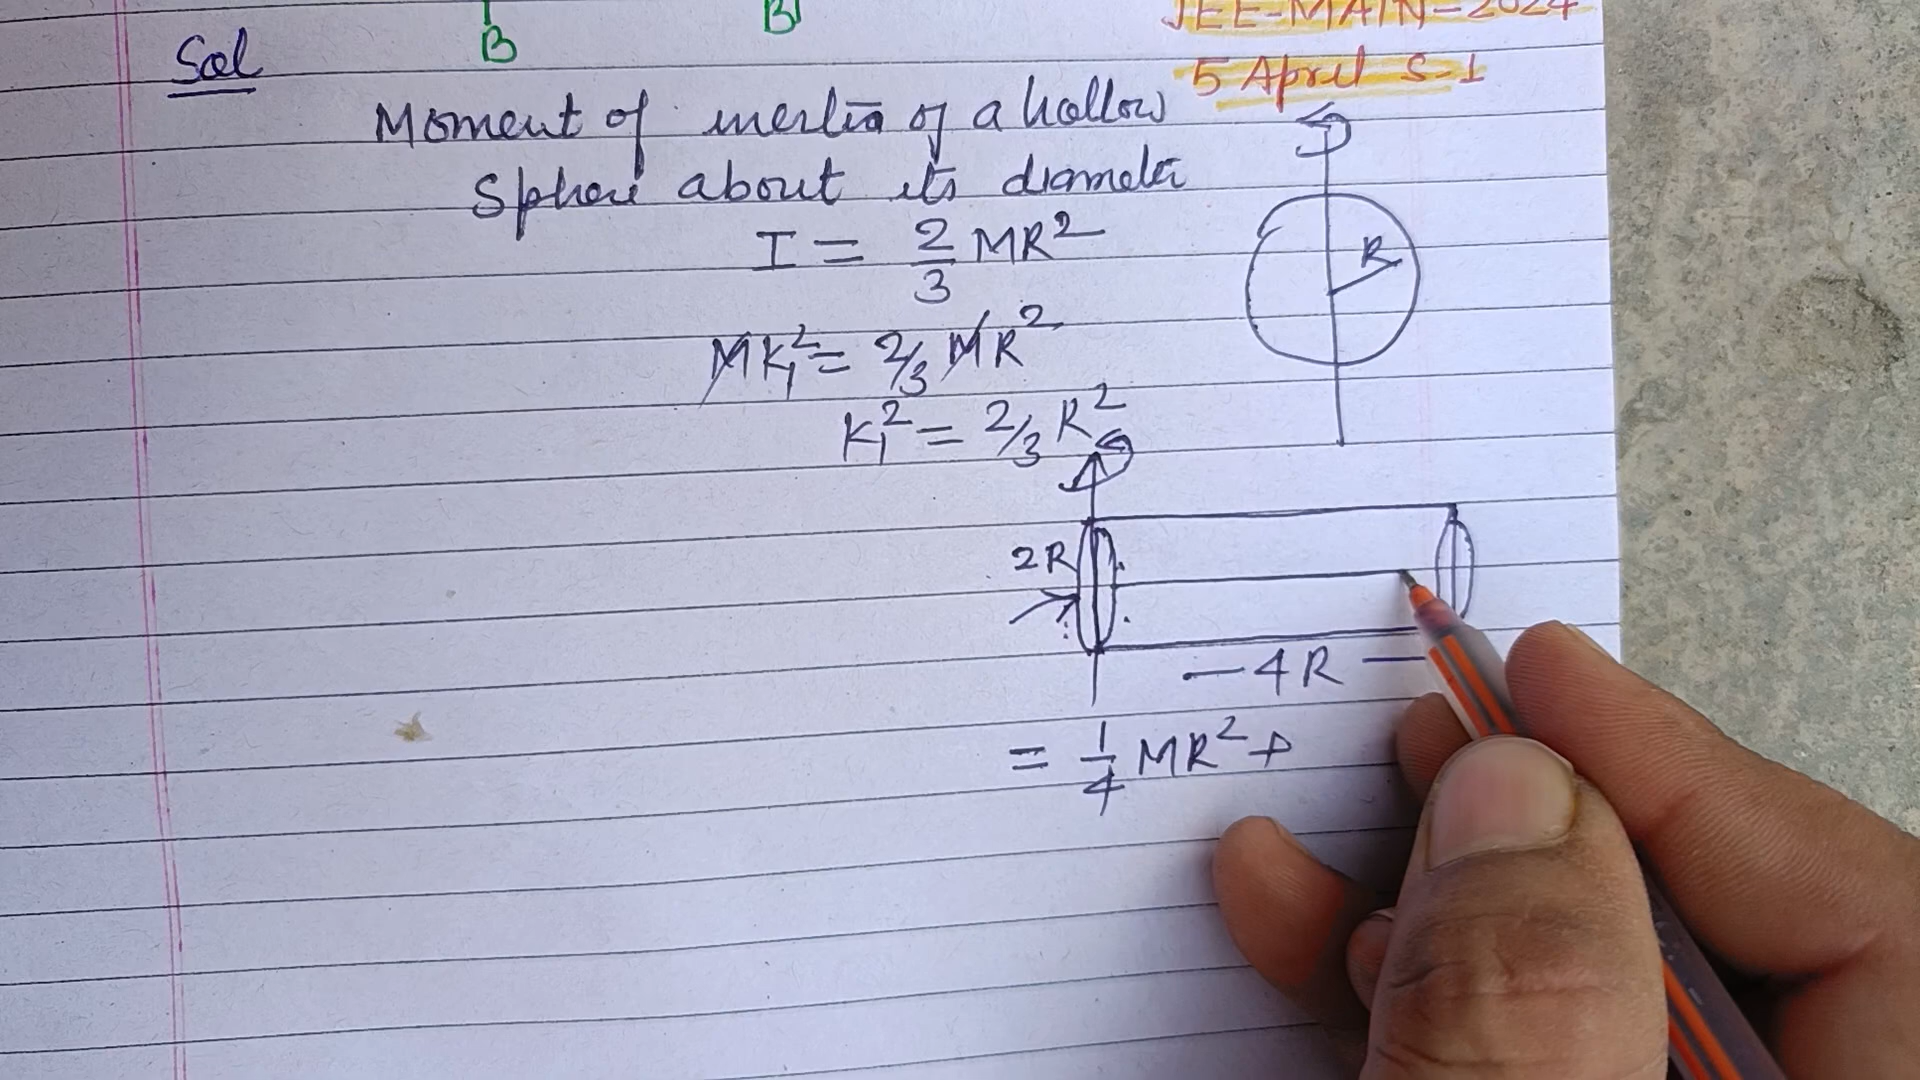 B
B
JEE-MAIN-2024
5 April S-1
Sol
Moment of inertia of a hollow
Sphere about its diameter
I = 2/3 MR²
R
MK₁² = 2/3 MR²
K₁² = 2/3 R²
2R
— 4R —
= 1/4 MR² +